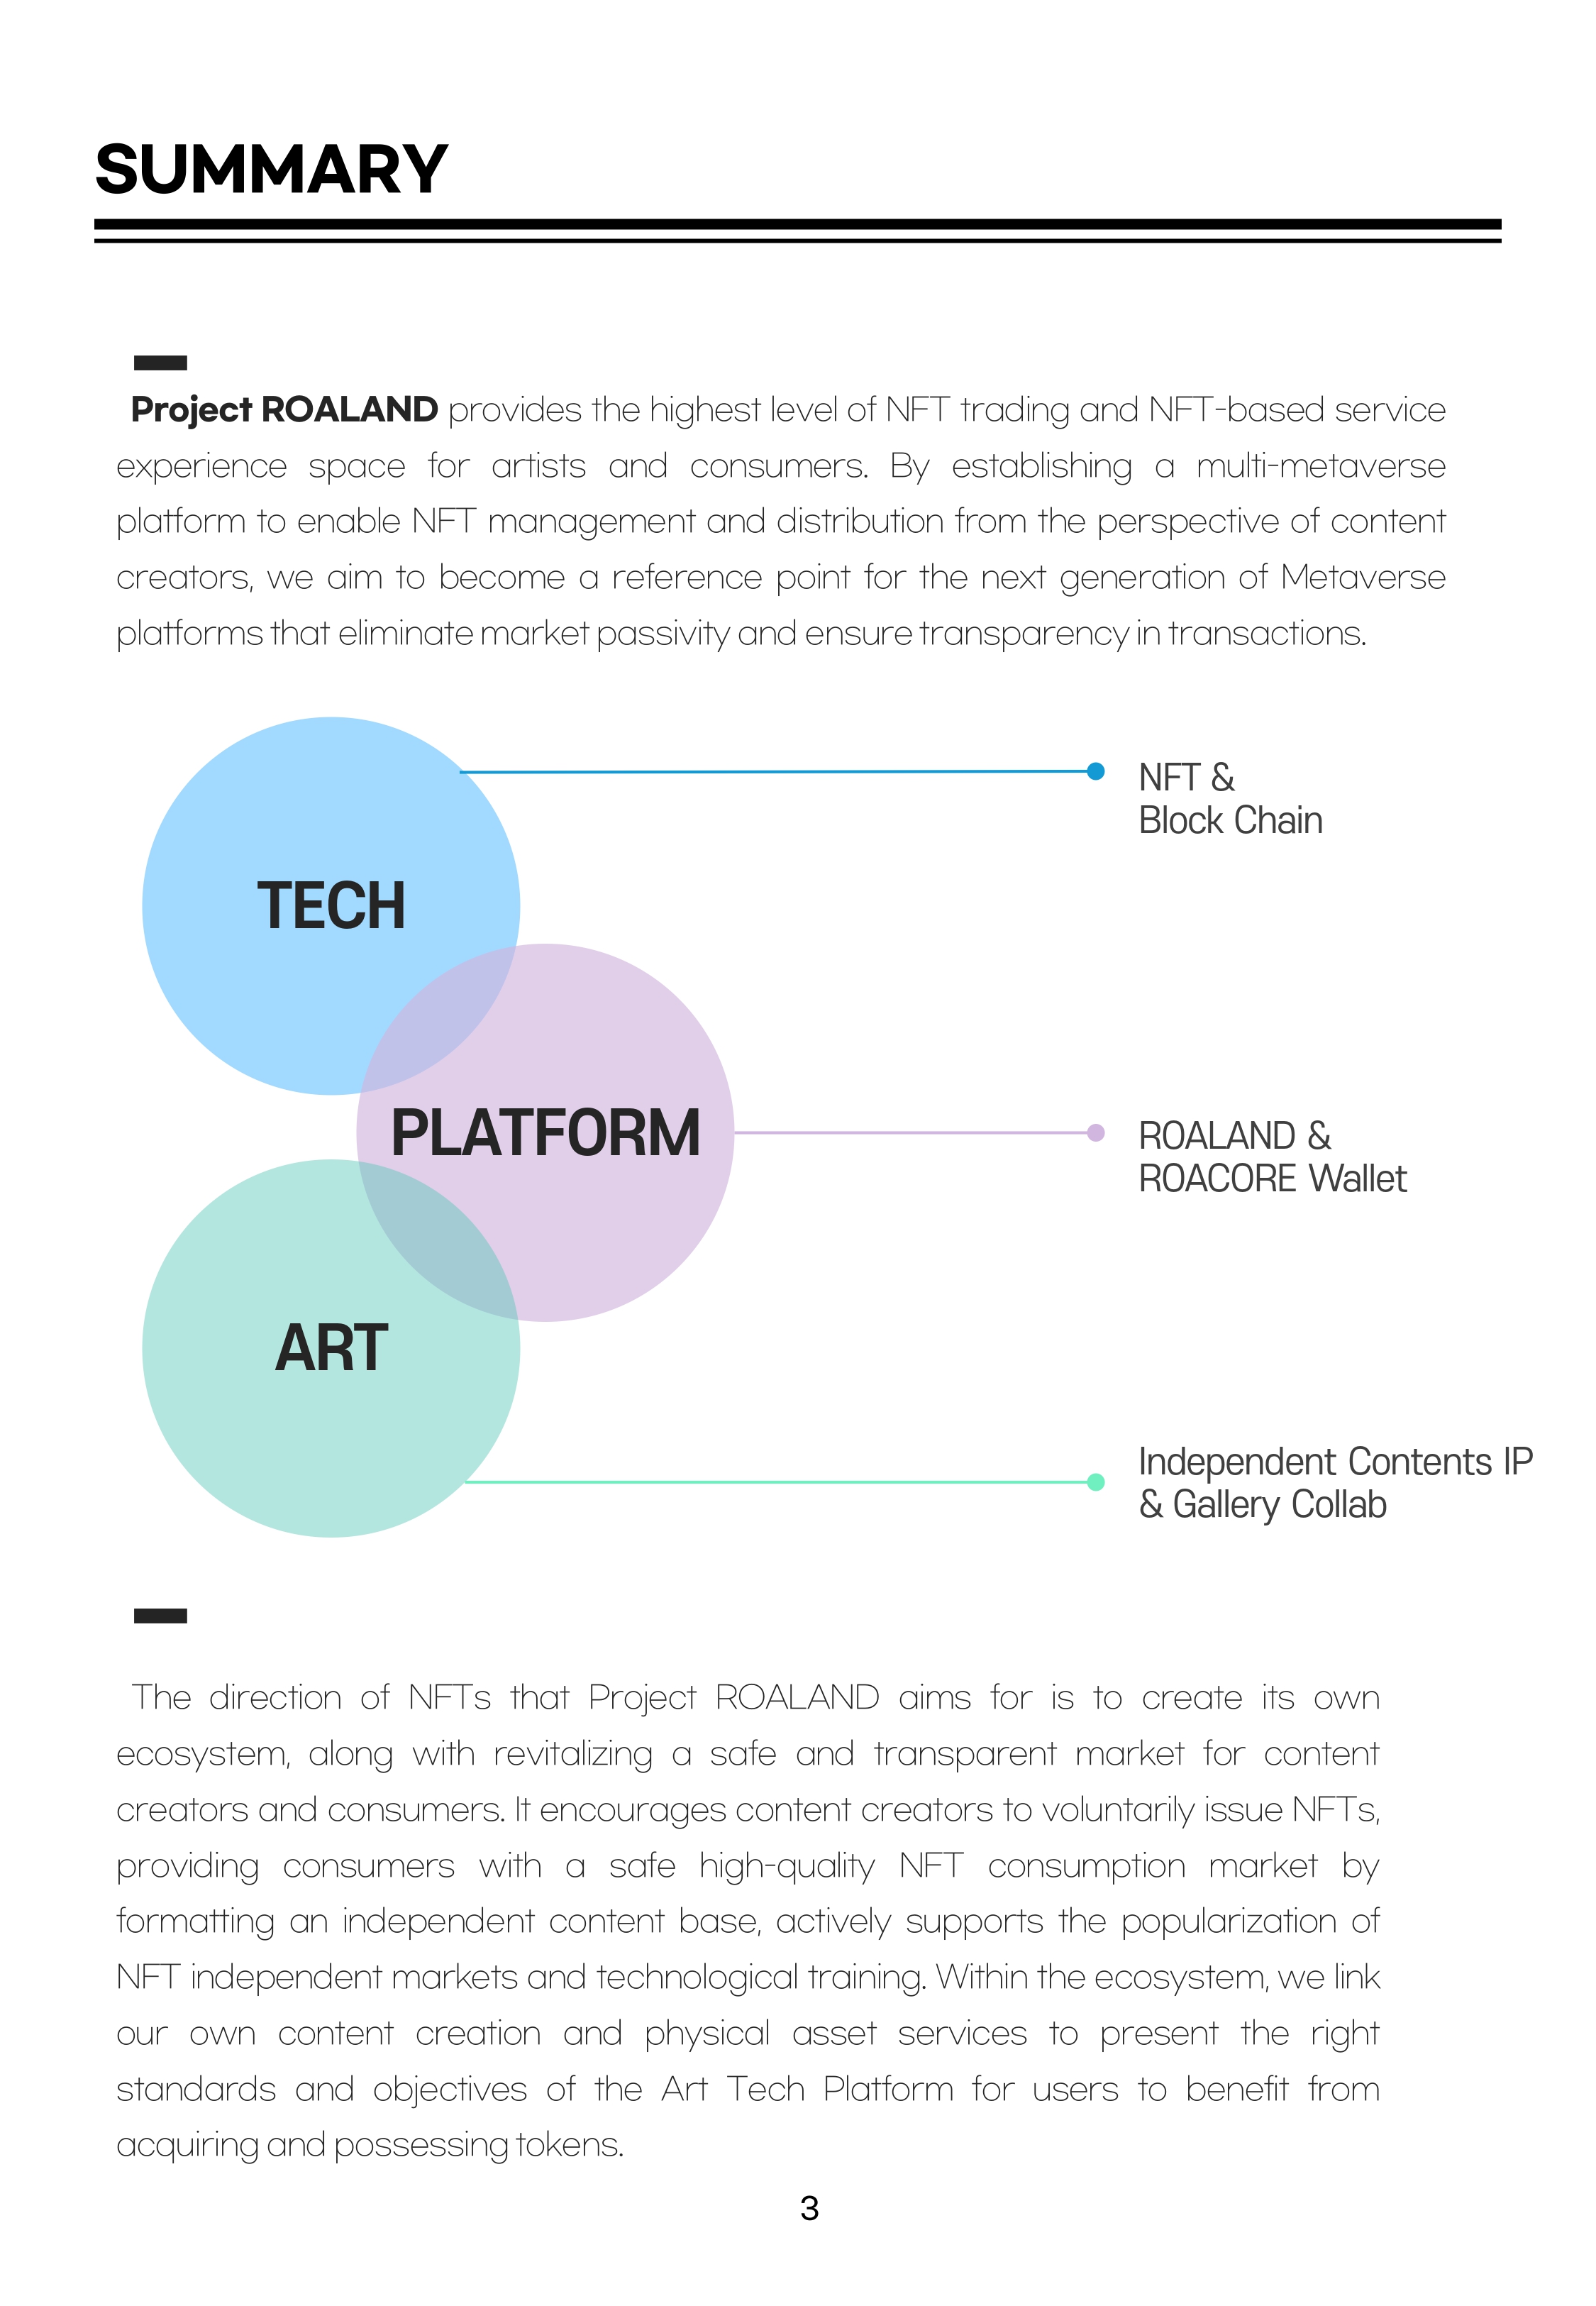 SUMMARY
Project ROALAND provides the highest level of NFT trading and NFT-based service
experience space for artists and consumers. By establishing a multi-metaverse
platform to enable NFT management and distribution from the perspective of content
creators, we aim to become a reference point for the next generation of Metaverse
platforms that eliminate market passivity and ensure transparency in transactions.
TECH
NFT &
Block Chain
PLATFORM
ROALAND &
ROACORE Wallet
ART
Independent Contents IP
& Gallery Collab
The direction of NFTs that Project ROALAND aims for is to create its own
ecosystem, along with revitalizing a safe and transparent market for content
creators and consumers. It encourages content creators to voluntarily issue NFTs,
providing consumers with a safe high-quality NFT consumption market by
formatting an independent content base, actively supports the popularization of
NFT independent markets and technological training. Within the ecosystem, we link
our own content creation and physical asset services to present the right
standards and objectives of the Art Tech Platform for users to benefit from
acquiring and possessing tokens.
3